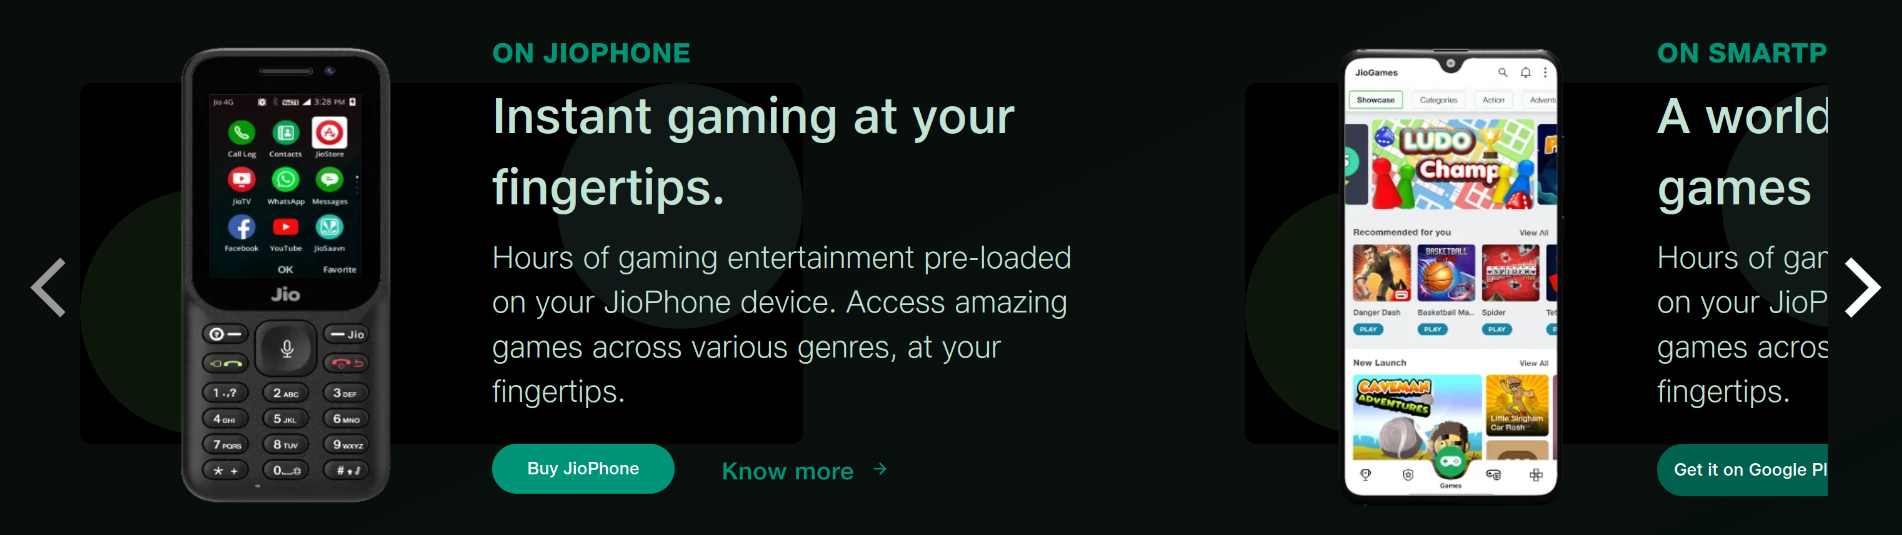 ON JIOPHONE
Instant gaming at your
fingertips.
Hours of gaming entertainment pre-loaded
on your JioPhone device. Access amazing
games across various genres, at your
fingertips.
Buy JioPhone
Know more →
Jio 4G 3:28 PM
Call Log Contacts JioStore
JioTV WhatsApp Messages
Facebook YouTube JioSaavn
OK Favorite
Jio
Jio
1 .,? 2 ABC 3 DEF
4 GHI 5 JKL 6 MNO
7 PQRS 8 TUV 9 WXYZ
* + 0 #
ON SMARTP
A world
games
Hours of gam
on your JioP
games acros
fingertips.
Get it on Google Pl
JioGames
Showcase Categories Action Adventu
LUDO
Champ
Recommended for you View All
BASKETBALL
SPIDER
Danger Dash Basketball Ma.. Spider Tet
PLAY PLAY PLAY P
New Launch View All
CAVEMAN
ADVENTURES
Little Singham
Car Rush
Games